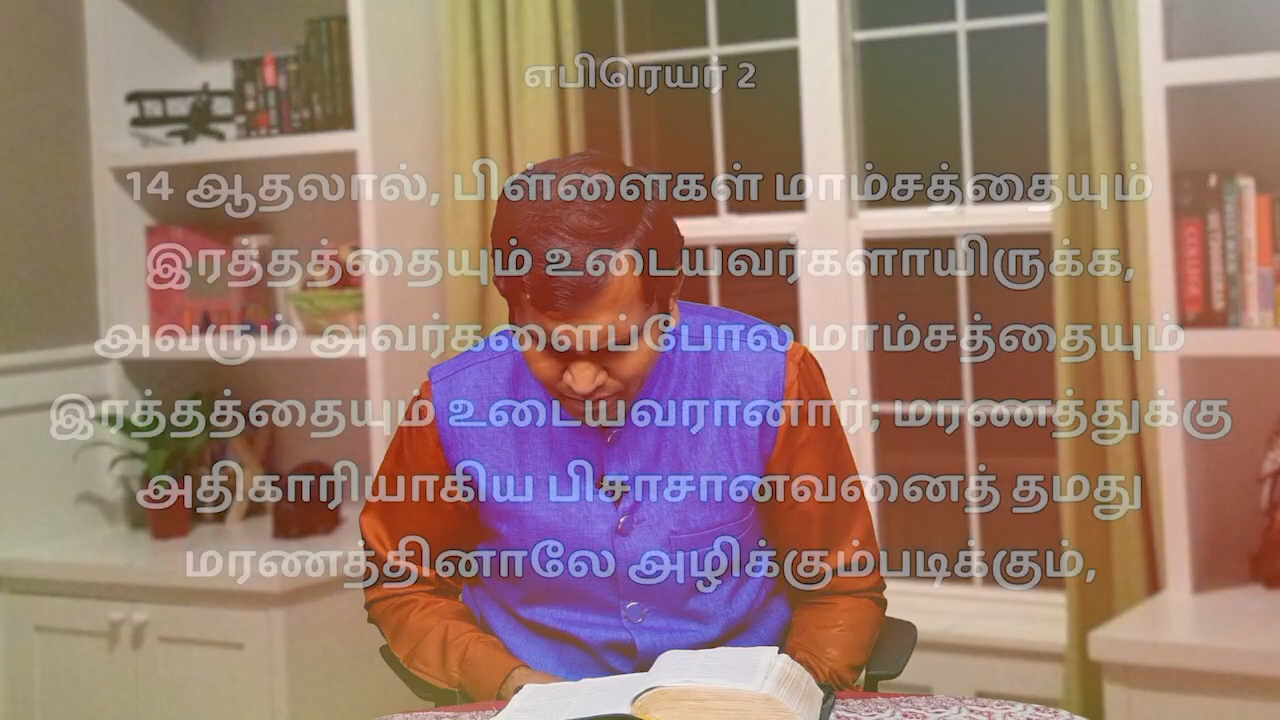 எபிரெயர் 2
14 ஆதலால், பிள்ளைகள் மாம்சத்தையும்
இரத்தத்தையும் உடையவர்களாயிருக்க,
அவரும் அவர்களைப்போல மாம்சத்தையும்
இரத்தத்தையும் உடையவரானார்; மரணத்துக்கு
அதிகாரியாகிய பிசாசானவனைத் தமது
மரணத்தினாலே அழிக்கும்படிக்கும்,